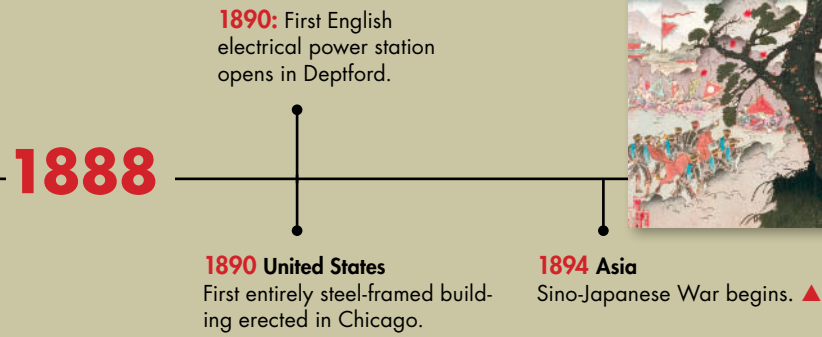 1890: First English
electrical power station
opens in Deptford.
1888
1890 United States
First entirely steel-framed build-
ing erected in Chicago.
1894 Asia
Sino-Japanese War begins. ▲